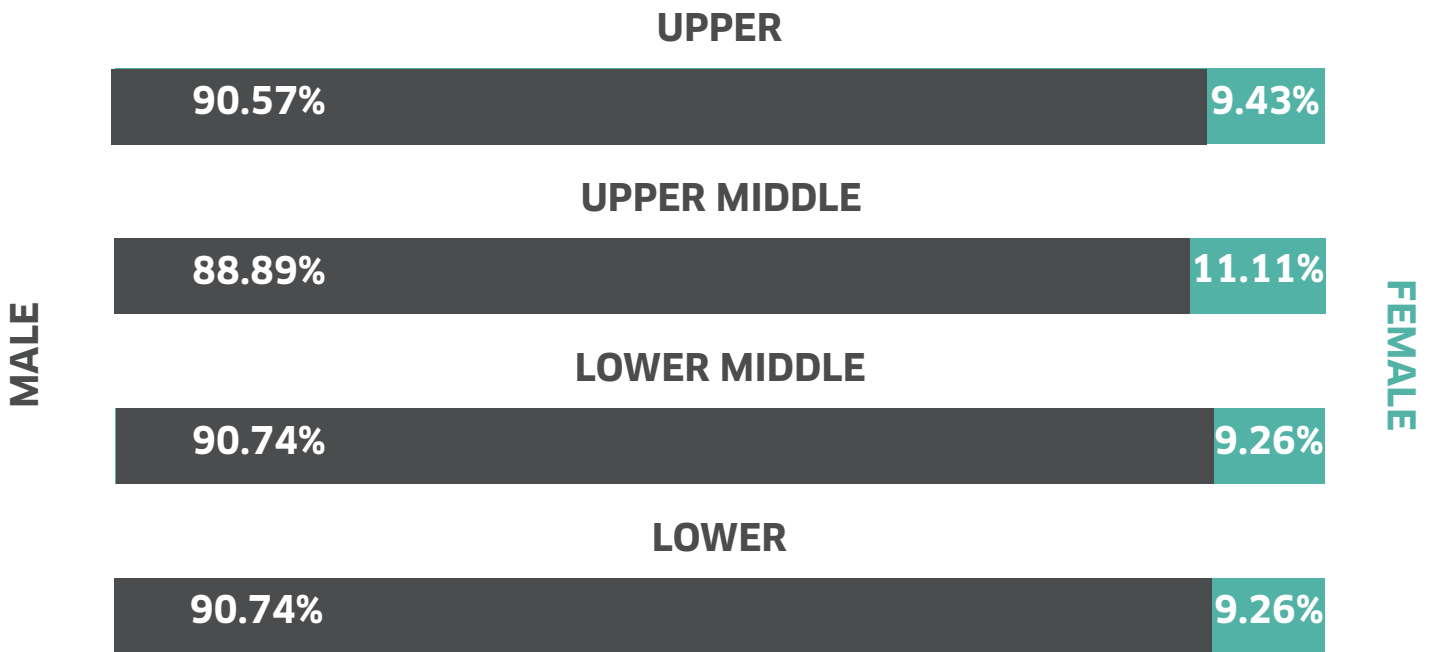 UPPER
90.57% 9.43%
UPPER MIDDLE
88.89% 11.11%
MALE
FEMALE
LOWER MIDDLE
90.74% 9.26%
LOWER
90.74% 9.26%